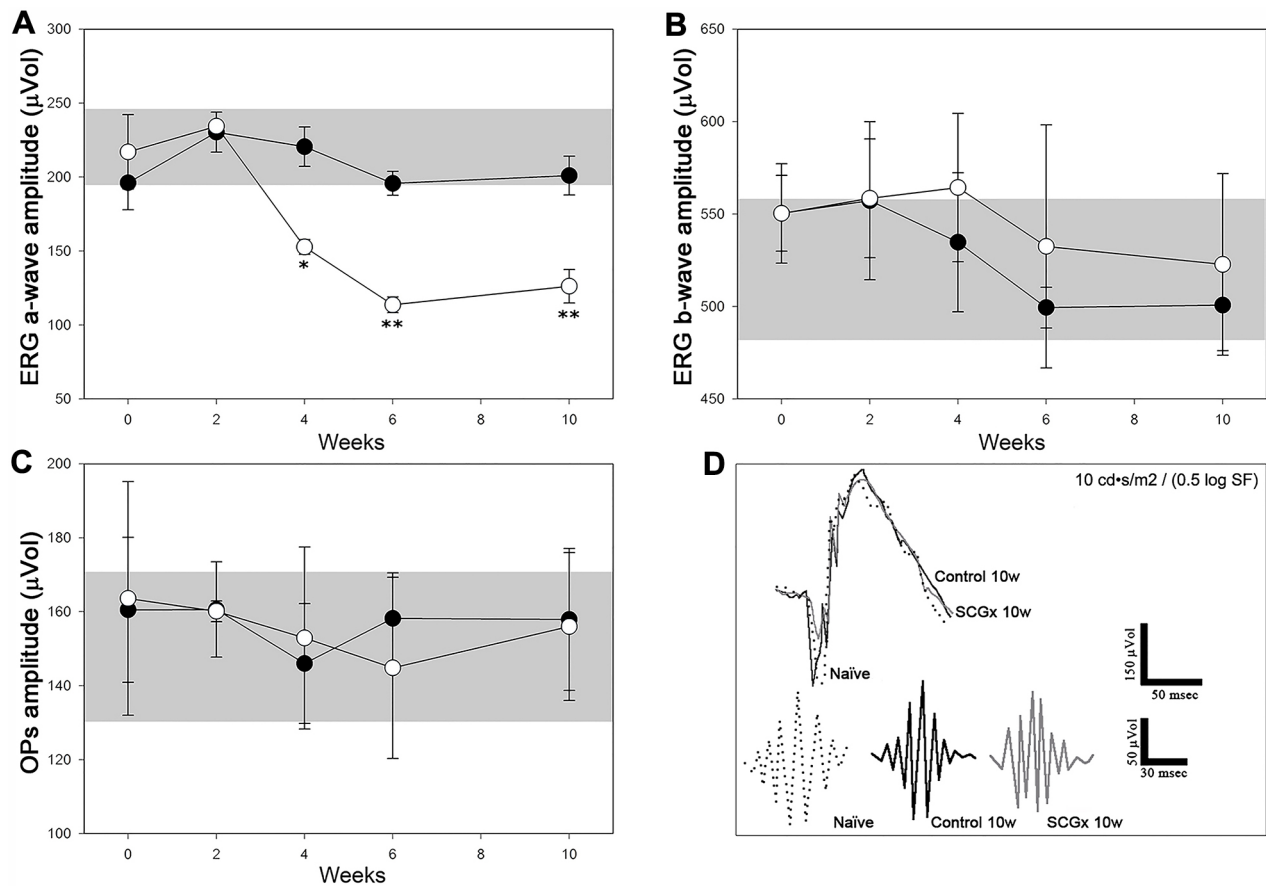 A
ERG a-wave amplitude (µVol)
300
250
200
150
100
50
*
**
**
0
2
4
6
8
10
Weeks
B
ERG b-wave amplitude (µVol)
650
600
550
500
450
0
2
4
6
8
10
Weeks
C
OPs amplitude (µVol)
200
180
160
140
120
100
0
2
4
6
8
10
Weeks
D
10 cd•s/m2 / (0.5 log SF)
Control 10w
SCGx 10w
Naïve
150 µVol
50 msec
50 µVol
30 msec
Naïve
Control 10w
SCGx 10w